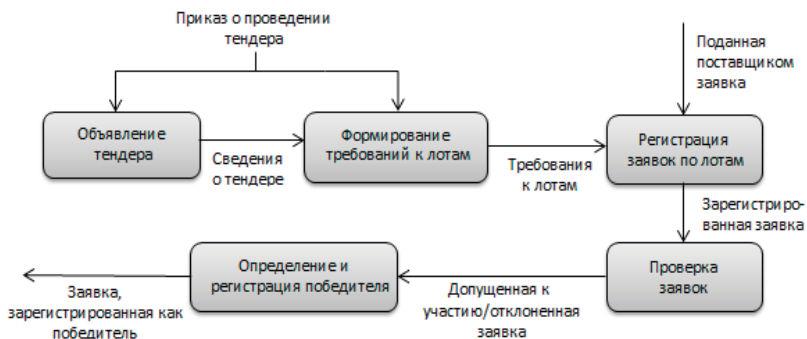 Приказ о проведении
тендера
Поданная
поставщиком
заявка
Объявление
тендера
Сведения
о тендере
Формирование
требований к лотам
Требования
к лотам
Регистрация
заявок по лотам
Зарегистриро-
ванная заявка
Проверка
заявок
Допущенная к
участию/отклоненная
заявка
Определение и
регистрация победителя
Заявка,
зарегистрированная как
победитель